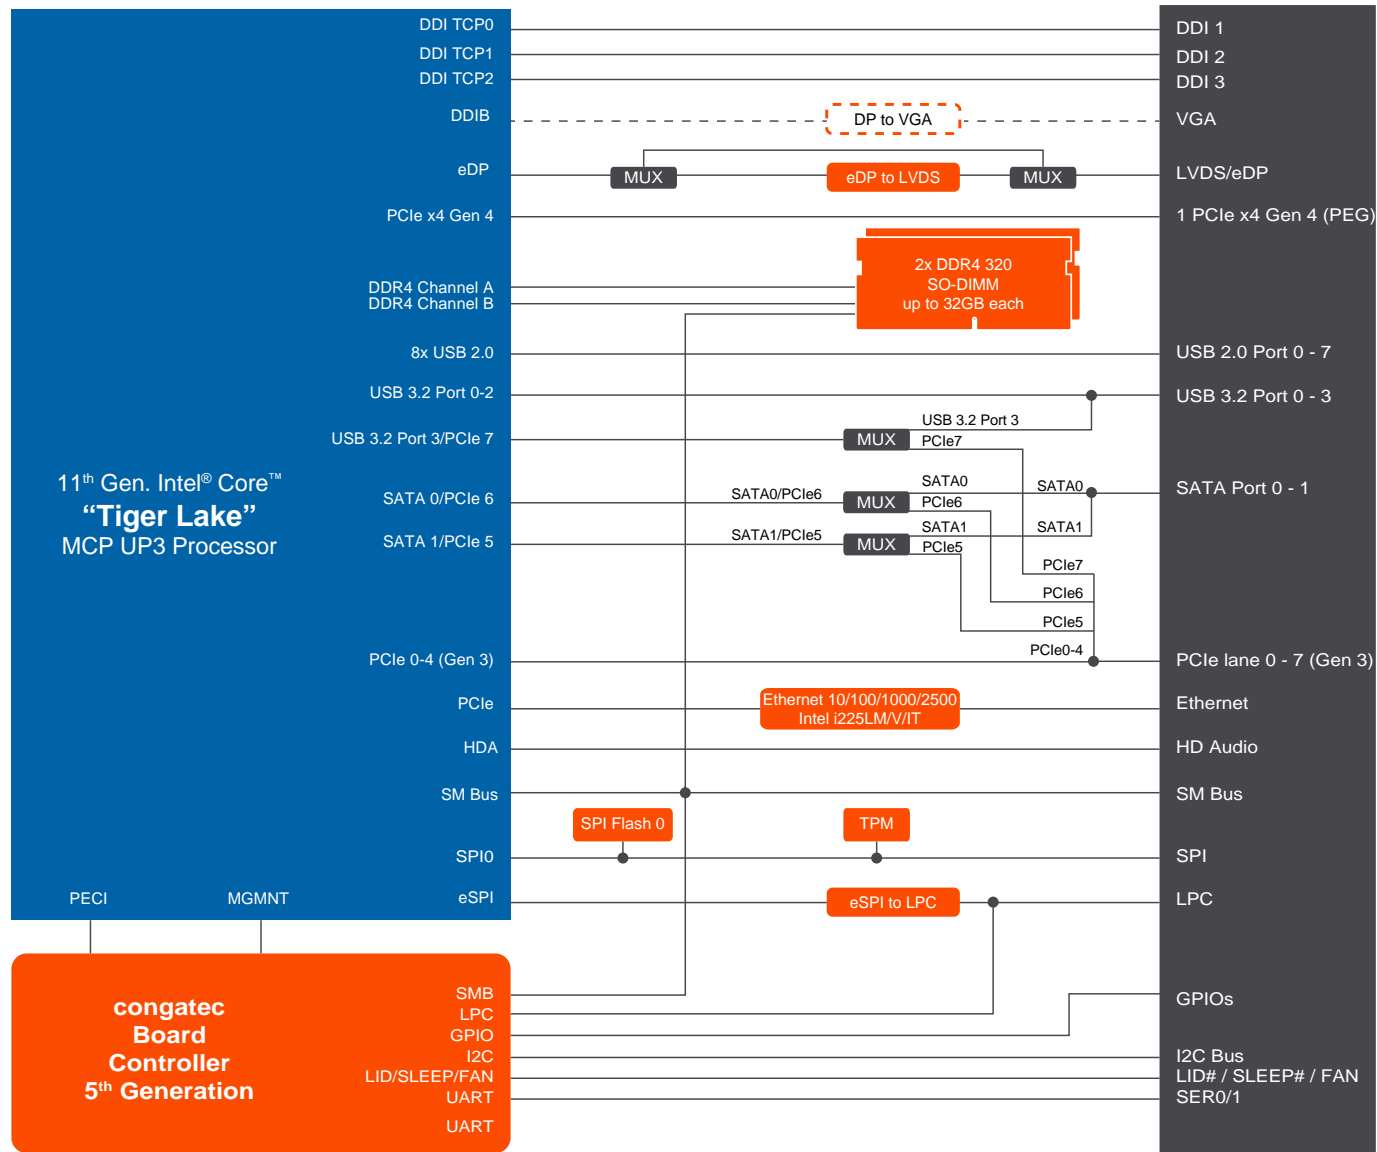 DDI TCP0
DDI 1
DDI TCP1
DDI 2
DDI TCP2
DDI 3
DDIB
DP to VGA
VGA
eDP
MUX
eDP to LVDS
MUX
LVDS/eDP
PCIe x4 Gen 4
1 PCIe x4 Gen 4 (PEG)
2x DDR4 320
SO-DIMM
up to 32GB each
DDR4 Channel A
DDR4 Channel B
8x USB 2.0
USB 2.0 Port 0 - 7
USB 3.2 Port 0-2
USB 3.2 Port 0 - 3
USB 3.2 Port 3/PCIe 7
MUX
USB 3.2 Port 3
PCIe7
11th Gen. Intel® Core™
“Tiger Lake”
MCP UP3 Processor
SATA 0/PCIe 6
SATA0/PCIe6
MUX
SATA0
PCIe6
SATA0
SATA Port 0 - 1
SATA 1/PCIe 5
SATA1/PCIe5
MUX
SATA1
PCIe5
SATA1
PCIe7
PCIe6
PCIe5
PCIe0-4
PCIe 0-4 (Gen 3)
PCIe lane 0 - 7 (Gen 3)
PCIe
Ethernet 10/100/1000/2500
Intel i225LM/V/IT
Ethernet
HDA
HD Audio
SM Bus
SM Bus
SPI Flash 0
TPM
SPI0
SPI
PECI
MGMNT
eSPI
eSPI to LPC
LPC
congatec
Board
Controller
5th Generation
SMB
LPC
GPIO
I2C
LID/SLEEP/FAN
UART
UART
GPIOs
I2C Bus
LID# / SLEEP# / FAN
SER0/1